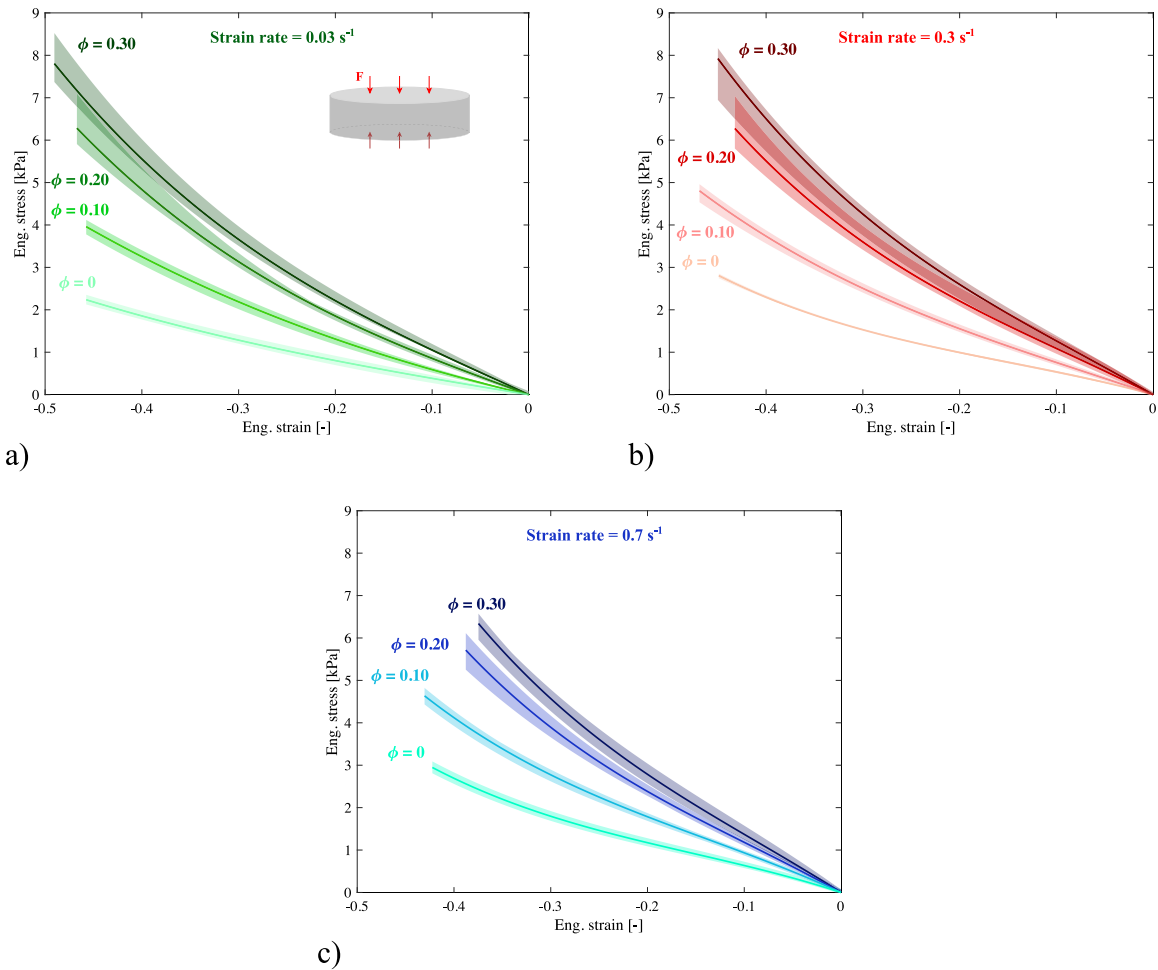 Strain rate = 0.03 s⁻¹
ϕ = 0.30
F
ϕ = 0.20
ϕ = 0.10
ϕ = 0
Eng. stress [kPa]
9
8
7
6
5
4
3
2
1
0
-0.5
-0.4
-0.3
-0.2
-0.1
0
Eng. strain [-]
a)
Strain rate = 0.3 s⁻¹
ϕ = 0.30
ϕ = 0.20
ϕ = 0.10
ϕ = 0
Eng. stress [kPa]
9
8
7
6
5
4
3
2
1
0
-0.5
-0.4
-0.3
-0.2
-0.1
0
Eng. strain [-]
b)
Strain rate = 0.7 s⁻¹
ϕ = 0.30
ϕ = 0.20
ϕ = 0.10
ϕ = 0
Eng. stress [kPa]
9
8
7
6
5
4
3
2
1
0
-0.5
-0.4
-0.3
-0.2
-0.1
0
Eng. strain [-]
c)